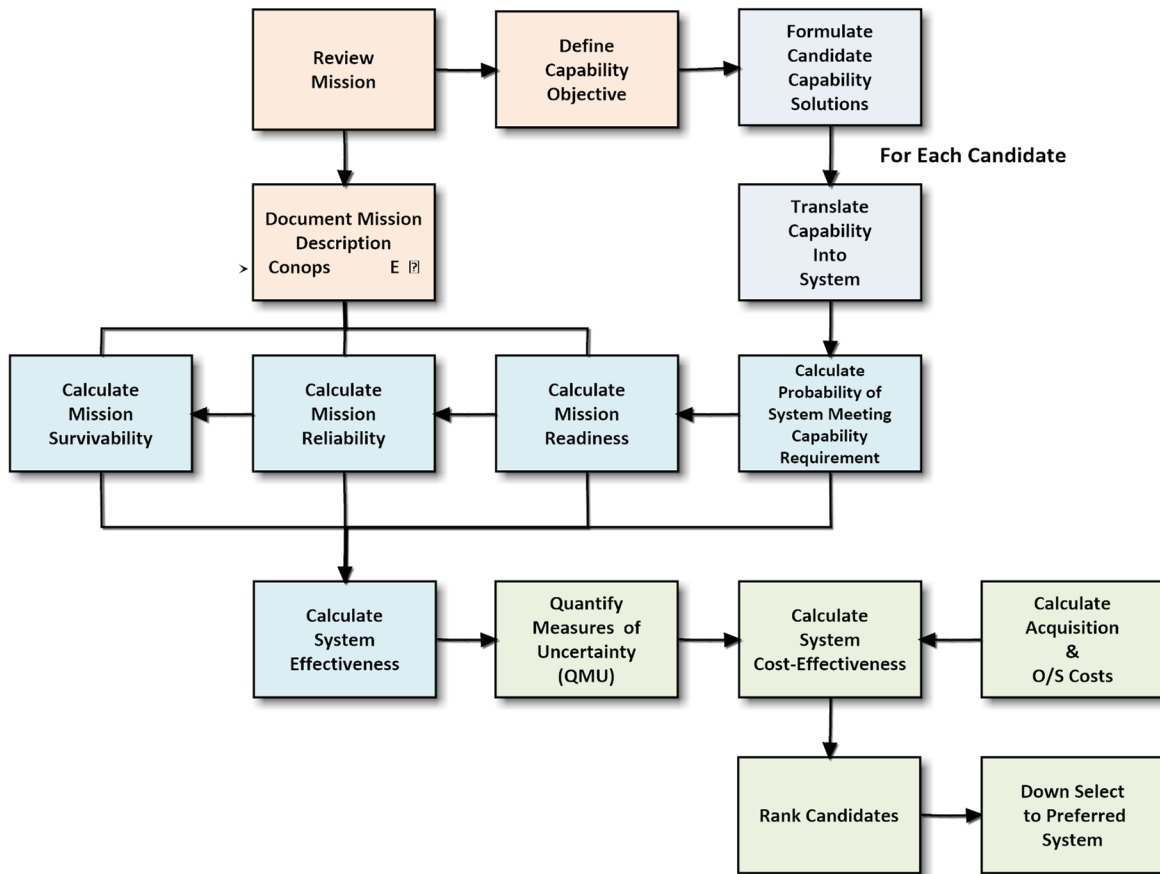 Review
Mission
Define
Capability
Objective
Formulate
Candidate
Capability
Solutions
For Each Candidate
Document Mission
Description
Conops E
Translate
Capability
Into
System
Calculate
Mission
Survivability
Calculate
Mission
Reliability
Calculate
Mission
Readiness
Calculate
Probability of
System Meeting
Capability
Requirement
Calculate
System
Effectiveness
Quantify
Measures of
Uncertainty
(QMU)
Calculate
System
Cost-Effectiveness
Calculate
Acquisition
&
O/S Costs
Rank Candidates
Down Select
to Preferred
System